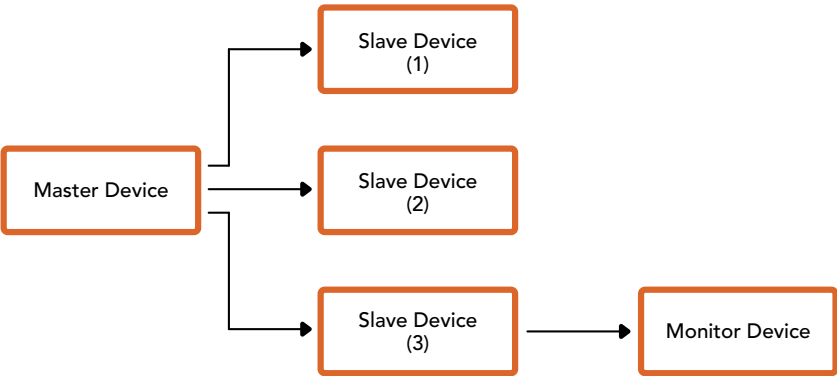 Slave Device
(1)
Master Device
Slave Device
(2)
Slave Device
(3)
Monitor Device